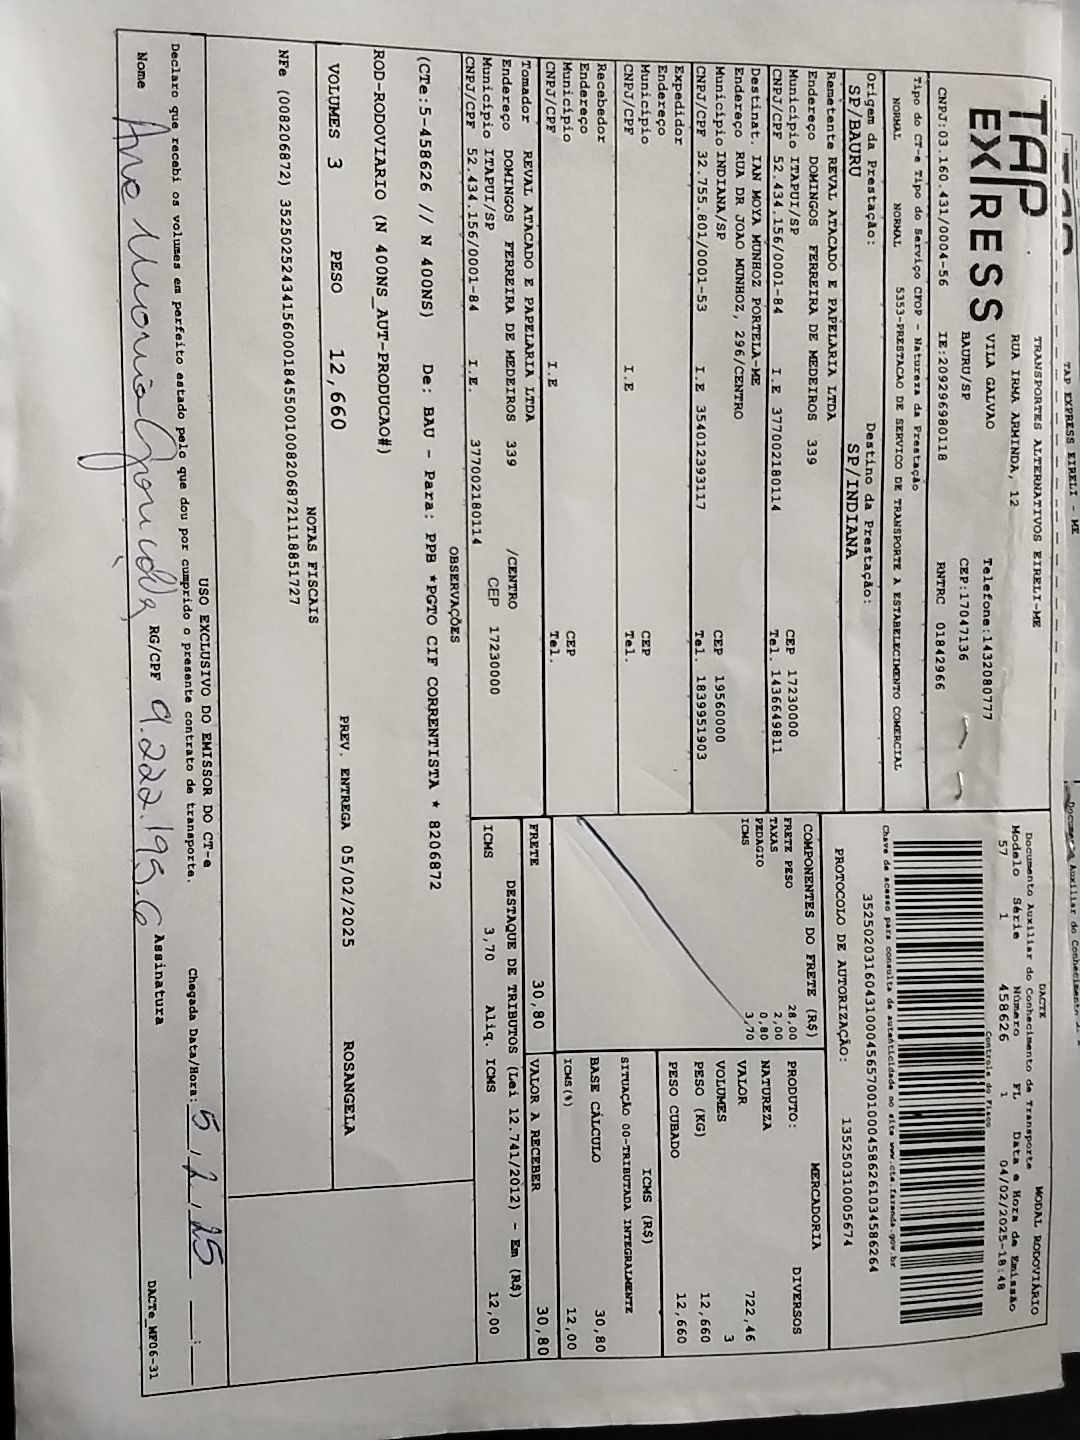 TAP EXPRESS EIRELI - ME
TAP
EXPRESS
TRANSPORTES ALTERNATIVOS EIRELI-ME
RUA IRMA ARMINDA, 12
VILA GALVAO
BAURU/SP
Telefone:1432080777
CEP:17047136
CNPJ:03.160.431/0004-56 IE:209296980118 RNTRC 01842966
DACTE MODAL RODOVIÁRIO
Documento Auxiliar do Conhecimento de Transporte
Modelo Série Número FL Data e Hora de Emissão
57 1 458626 1 04/02/2025-18:48
Controle do Fisco
Chave de acesso para consulta de autenticidade no site www.cte.fazenda.gov.br
35250203160431000456570010004586261034586264
PROTOCOLO DE AUTORIZAÇÃO: 135250310005674
Tipo do CT-e Tipo do Serviço CFOP - Natureza da Prestação
NORMAL NORMAL 5353-PRESTACAO DE SERVICO DE TRANSPORTE A ESTABELECIMENTO COMERCIAL
Origem da Prestação: Destino da Prestação:
SP/BAURU SP/INDIANA
Remetente REVAL ATACADO E PAPELARIA LTDA
Endereço DOMINGOS FERREIRA DE MEDEIROS 339
Município ITAPUI/SP CEP 17230000
CNPJ/CPF 52.434.156/0001-84 I.E 377002180114 Tel. 1436649811
Destinat. IAN MOYA MUNHOZ PORTELA-ME
Endereço RUA DR JOAO MUNHOZ, 296/CENTRO
Município INDIANA/SP CEP 19560000
CNPJ/CPF 32.755.801/0001-53 I.E 354012393117 Tel. 1839951903
Expedidor
Endereço
Município CEP
CNPJ/CPF I.E Tel.
Recebedor
Endereço
Município CEP
CNPJ/CPF I.E Tel.
Tomador REVAL ATACADO E PAPELARIA LTDA
Endereço DOMINGOS FERREIRA DE MEDEIROS 339 /CENTRO
Município ITAPUI/SP CEP 17230000
CNPJ/CPF 52.434.156/0001-84 I.E. 377002180114
COMPONENTES DO FRETE (R$)
FRETE PESO 28,00
TAXAS 2,00
PEDAGIO 0,80
ICMS 3,70
FRETE 30,80
MERCADORIA
PRODUTO: DIVERSOS
NATUREZA
VALOR 722,46
VOLUMES 3
PESO (KG) 12,660
PESO CUBADO 12,660
ICMS (R$)
SITUAÇÃO 00-TRIBUTADA INTEGRALMENTE
BASE CÁLCULO 30,80
ICMS(%) 12,00
VALOR A RECEBER 30,80
DESTAQUE DE TRIBUTOS (Lei 12.741/2012) - Em (R$)
ICMS 3,70 Aliq. ICMS 12,00
OBSERVAÇÕES
(CTe:5-458626 // N 400NS) De: BAU - Para: PPB *PGTO CIF CORRENTISTA * 8206872
ROD-RODOVIARIO (N 400NS_AUT-PRODUCAO#)
VOLUMES 3 PESO 12,660 PREV. ENTREGA 05/02/2025 ROSANGELA
NOTAS FISCAIS
NFe (008206872) 35250252434156000184550010082068721118851727
USO EXCLUSIVO DO EMISSOR DO CT-e
Declaro que recebi os volumes em perfeito estado pelo que dou por cumprido o presente contrato de transporte. Chegada Data/Hora: 5/2/25 __:__
Nome RG/CPF 9.222.195.6 Assinatura DACTe_MF06-31